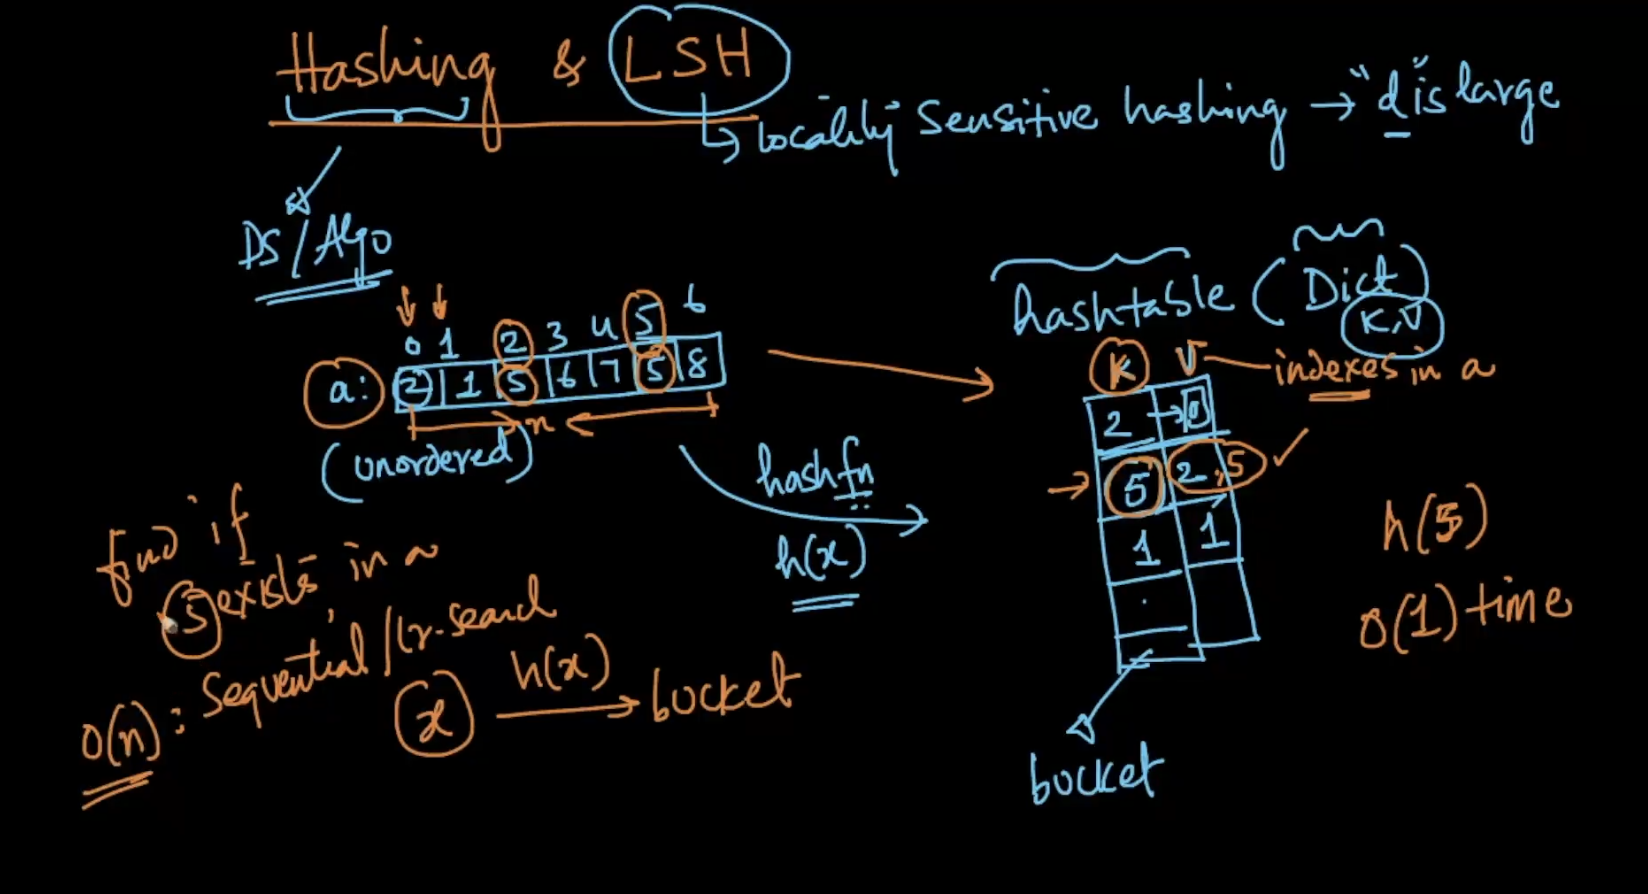 Hashing & LSH
Locality Sensitive hashing → "d" is large
DS/Algo
hashtable (Dict)
K,V
0 1 2 3 4 5 6
a: 2 1 5 6 7 5 8
n
(unordered)
K V indexes in a
2 → 0
5 2,5
1 1
hash fn
h(x)
find if
5 exists in a
O(n): Sequential / lr-search
x h(x) → bucket
h(5)
O(1) time
bucket